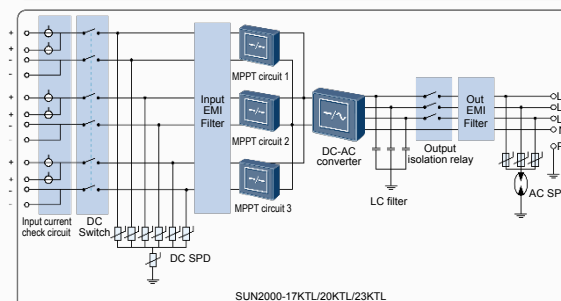 +
+
-
-
+
+
-
-
+
+
-
-
Input current
check circuit
DC
Switch
DC SPD
Input
EMI
Filter
MPPT circuit 1
MPPT circuit 2
MPPT circuit 3
DC-AC
converter
LC filter
Output
isolation relay
Out
EMI
Filter
L
L
L
N
P
AC SP
SUN2000-17KTL/20KTL/23KTL